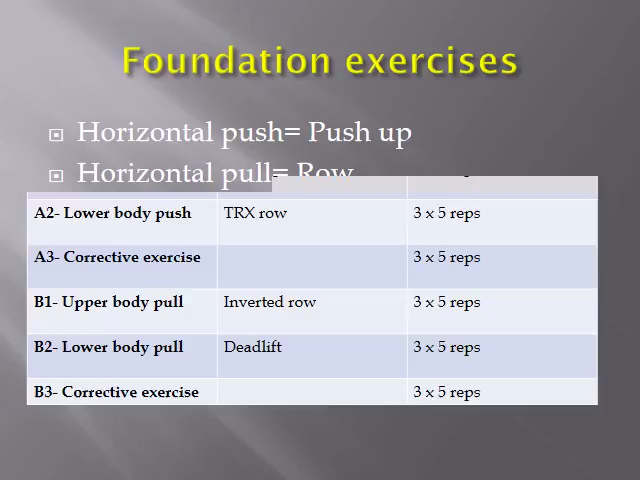 Foundation exercises
Horizontal push= Push up
Horizontal pull= Row
A2- Lower body push TRX row 3 x 5 reps
A3- Corrective exercise 3 x 5 reps
B1- Upper body pull Inverted row 3 x 5 reps
B2- Lower body pull Deadlift 3 x 5 reps
B3- Corrective exercise 3 x 5 reps